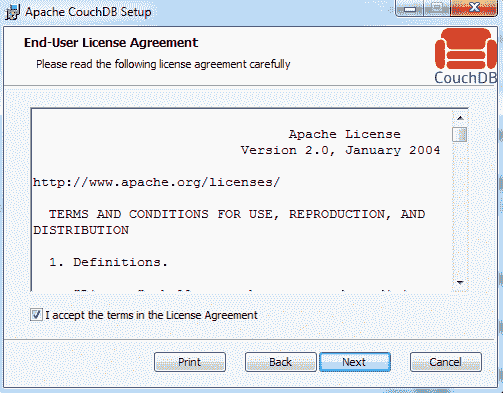 Apache CouchDB Setup
End-User License Agreement
Please read the following license agreement carefully
CouchDB
Apache License
Version 2.0, January 2004
http://www.apache.org/licenses/
TERMS AND CONDITIONS FOR USE, REPRODUCTION, AND
DISTRIBUTION
1. Definitions.
I accept the terms in the License Agreement
Print Back Next Cancel